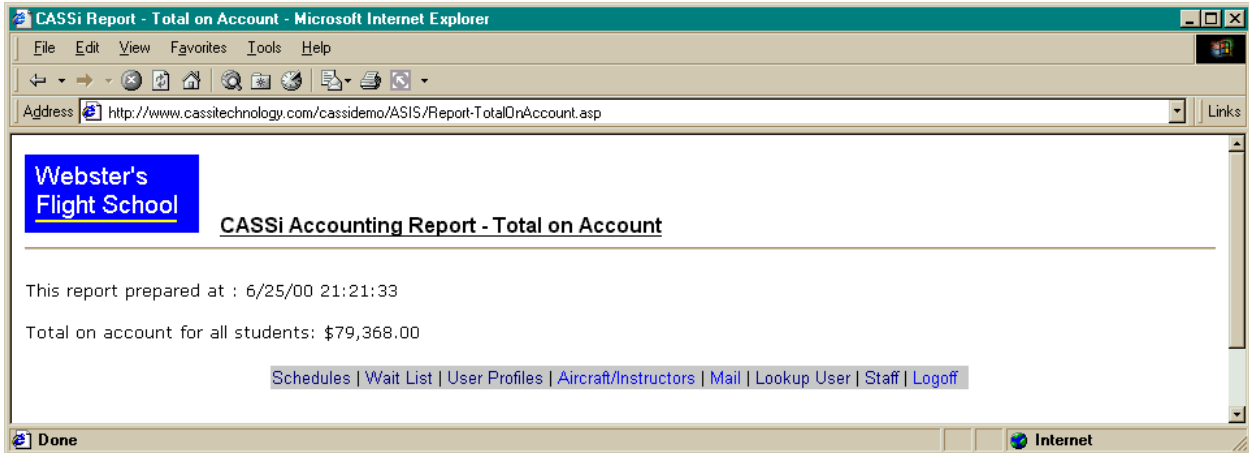 CASSi Report - Total on Account - Microsoft Internet Explorer
File Edit View Favorites Tools Help
Address http://www.cassitechnology.com/cassidemo/ASIS/Report-TotalOnAccount.asp Links
Webster's
Flight School
CASSi Accounting Report - Total on Account
This report prepared at : 6/25/00 21:21:33
Total on account for all students: $79,368.00
Schedules | Wait List | User Profiles | Aircraft/Instructors | Mail | Lookup User | Staff | Logoff
Done Internet